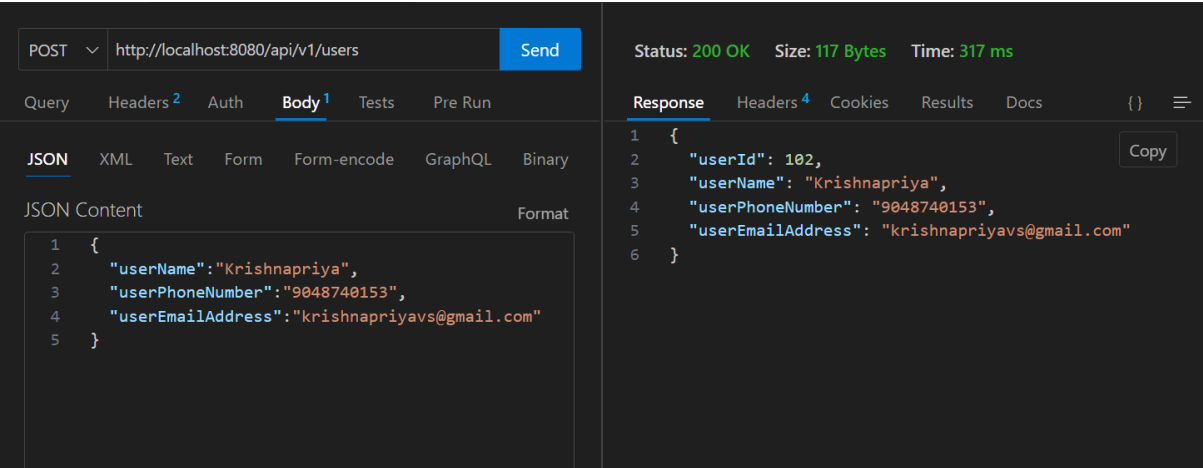 POST http://localhost:8080/api/v1/users Send
Query Headers 2 Auth Body 1 Tests Pre Run
JSON XML Text Form Form-encode GraphQL Binary
JSON Content Format
1 {
2 "userName":"Krishnapriya",
3 "userPhoneNumber":"9048740153",
4 "userEmailAddress":"krishnapriyavs@gmail.com"
5 }
Status: 200 OK Size: 117 Bytes Time: 317 ms
Response Headers 4 Cookies Results Docs { }
Copy
1 {
2 "userId": 102,
3 "userName": "Krishnapriya",
4 "userPhoneNumber": "9048740153",
5 "userEmailAddress": "krishnapriyavs@gmail.com"
6 }